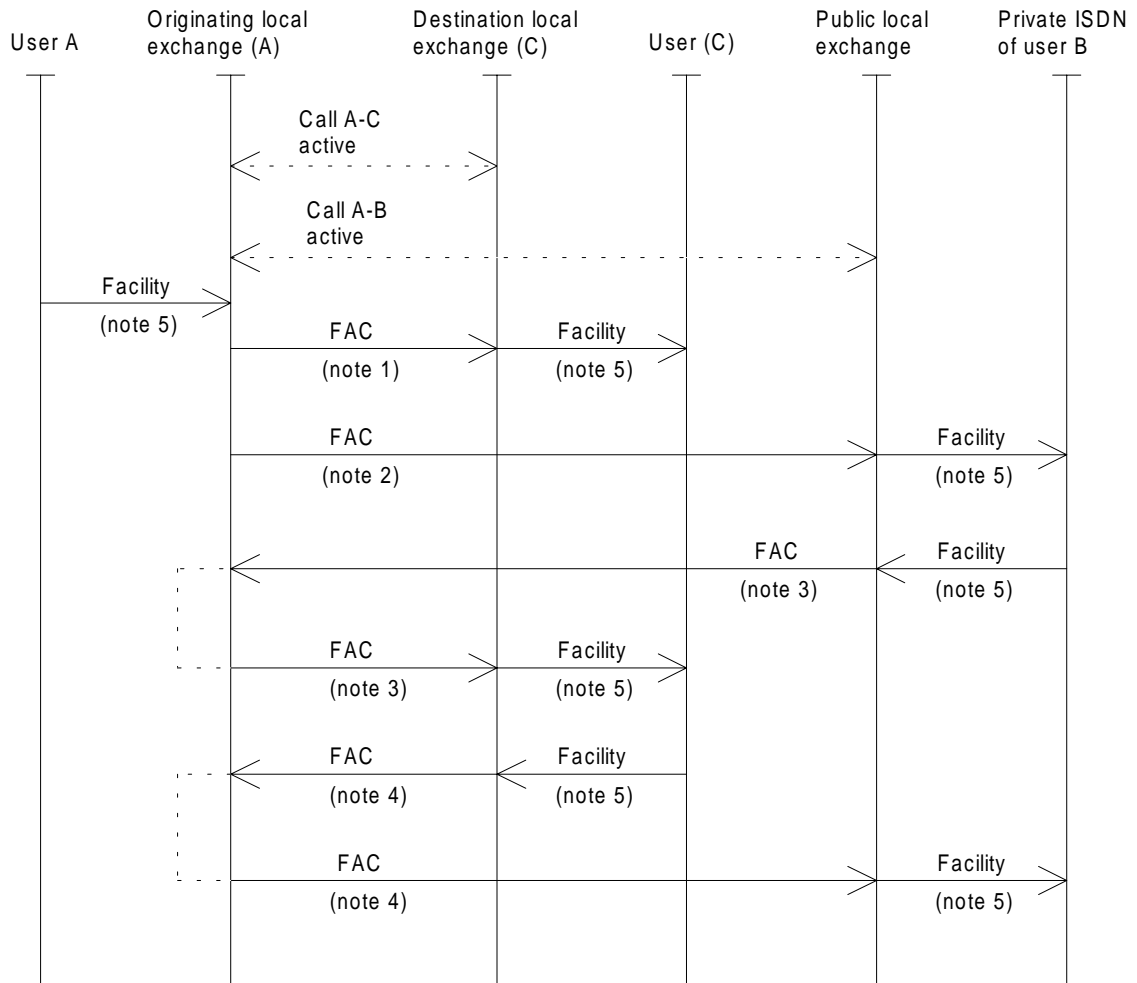 User A
Originating local
exchange (A)
Destination local
exchange (C)
User (C)
Public local
exchange
Private ISDN
of user B
Call A-C
active
Call A-B
active
Facility
(note 5)
FAC
(note 1)
Facility
(note 5)
FAC
(note 2)
Facility
(note 5)
FAC
(note 3)
Facility
(note 5)
FAC
(note 3)
Facility
(note 5)
FAC
(note 4)
Facility
(note 5)
FAC
(note 4)
Facility
(note 5)